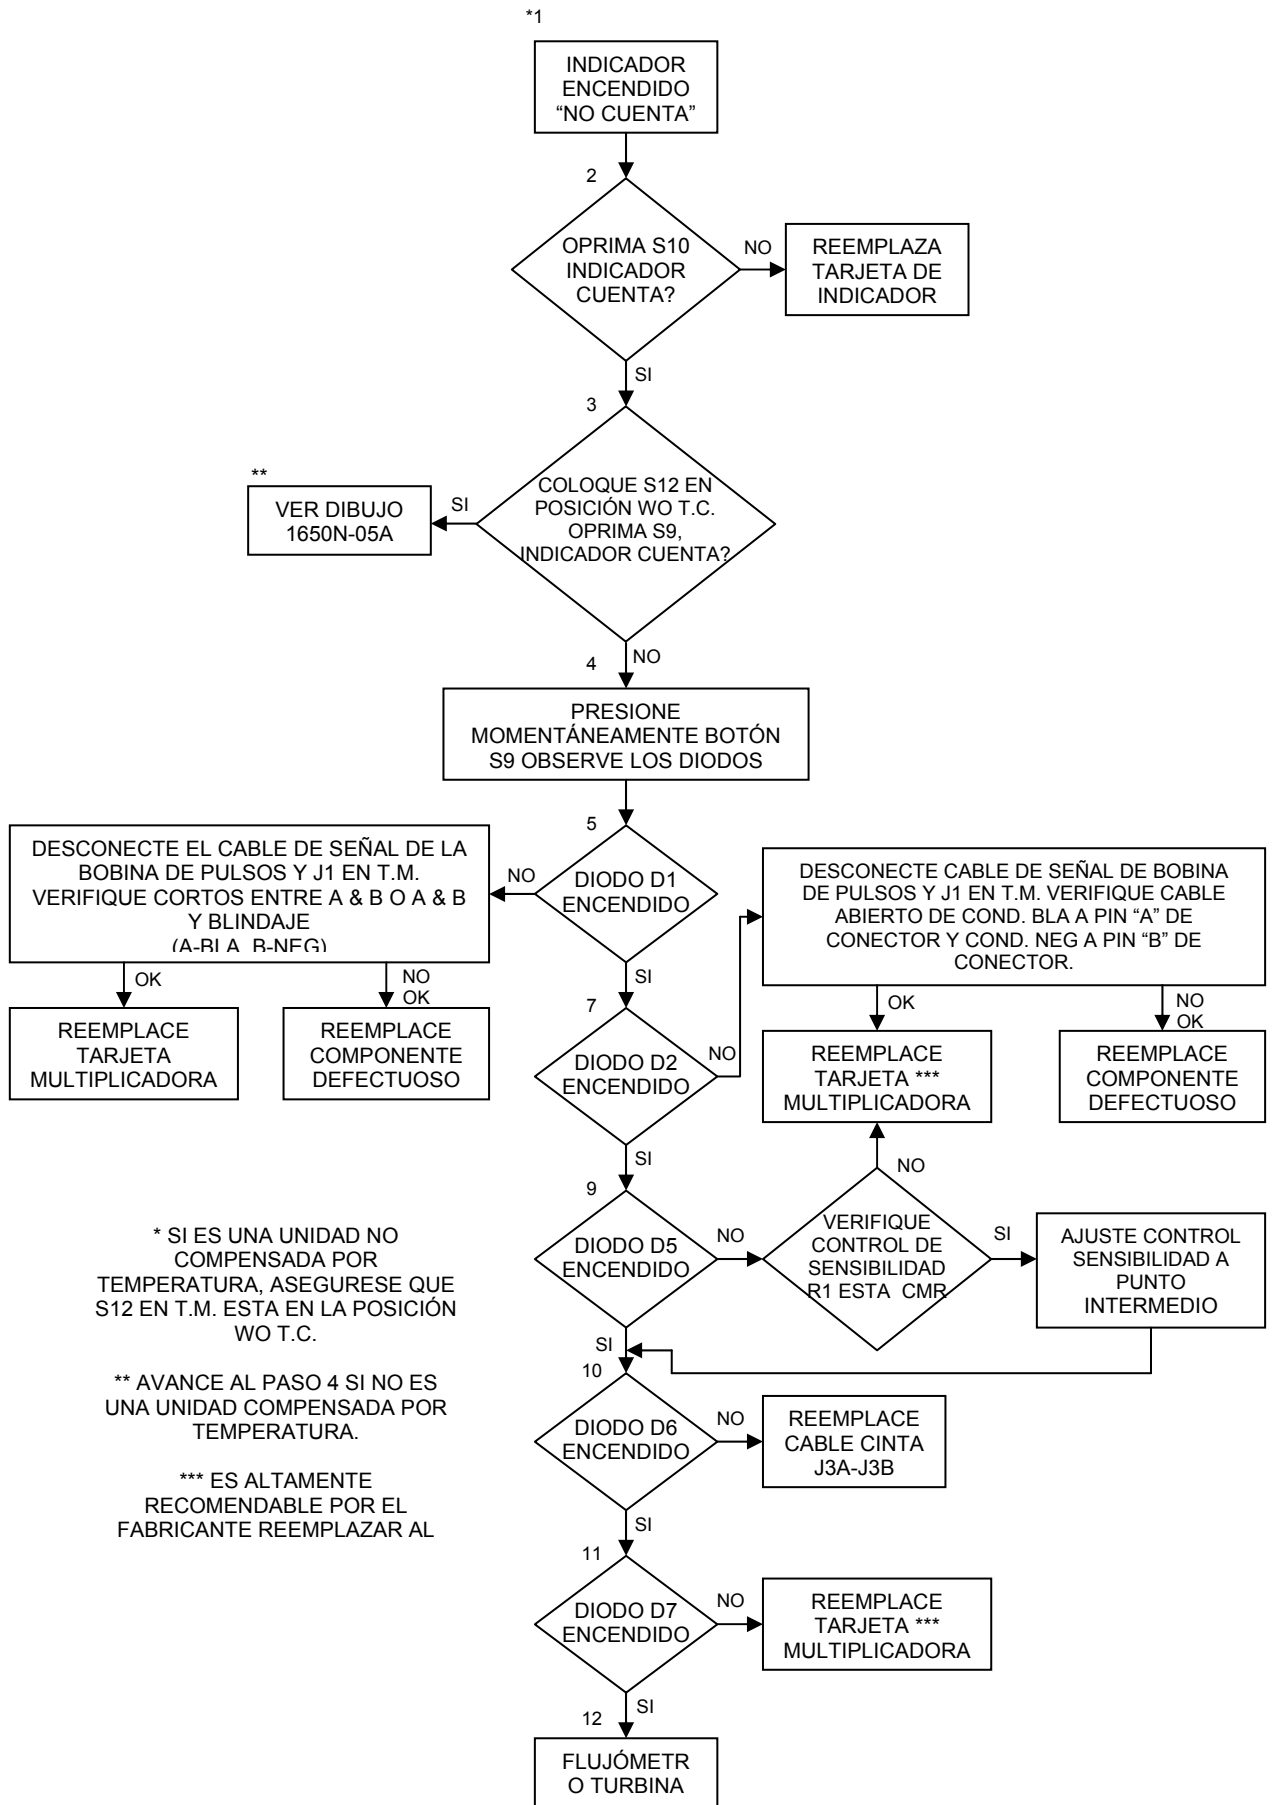 *1
INDICADOR
ENCENDIDO
“NO CUENTA”
2
OPRIMA S10
INDICADOR
CUENTA?
NO
REEMPLAZA
TARJETA DE
INDICADOR
SI
3
COLOQUE S12 EN
POSICIÓN WO T.C.
OPRIMA S9,
INDICADOR CUENTA?
SI
**
VER DIBUJO
1650N-05A
NO
4
PRESIONE
MOMENTÁNEAMENTE BOTÓN
S9 OBSERVE LOS DIODOS
5
DIODO D1
ENCENDIDO
NO
DESCONECTE EL CABLE DE SEÑAL DE LA
BOBINA DE PULSOS Y J1 EN T.M.
VERIFIQUE CORTOS ENTRE A & B O A & B
Y BLINDAJE
(A-BLA B-NEG)
OK
REEMPLACE
TARJETA
MULTIPLICADORA
NO
OK
REEMPLACE
COMPONENTE
DEFECTUOSO
SI
7
DIODO D2
ENCENDIDO
NO
DESCONECTE CABLE DE SEÑAL DE BOBINA
DE PULSOS Y J1 EN T.M. VERIFIQUE CABLE
ABIERTO DE COND. BLA A PIN “A” DE
CONECTOR Y COND. NEG A PIN “B” DE
CONECTOR.
OK
REEMPLACE
TARJETA ***
MULTIPLICADORA
NO
OK
REEMPLACE
COMPONENTE
DEFECTUOSO
SI
9
DIODO D5
ENCENDIDO
NO
VERIFIQUE
CONTROL DE
SENSIBILIDAD
R1 ESTA CMR
NO
SI
AJUSTE CONTROL
SENSIBILIDAD A
PUNTO
INTERMEDIO
SI
10
DIODO D6
ENCENDIDO
NO
REEMPLACE
CABLE CINTA
J3A-J3B
SI
11
DIODO D7
ENCENDIDO
NO
REEMPLACE
TARJETA ***
MULTIPLICADORA
SI
12
FLUJÓMETR
O TURBINA
* SI ES UNA UNIDAD NO
COMPENSADA POR
TEMPERATURA, ASEGURESE QUE
S12 EN T.M. ESTA EN LA POSICIÓN
WO T.C.
** AVANCE AL PASO 4 SI NO ES
UNA UNIDAD COMPENSADA POR
TEMPERATURA.
*** ES ALTAMENTE
RECOMENDABLE POR EL
FABRICANTE REEMPLAZAR AL